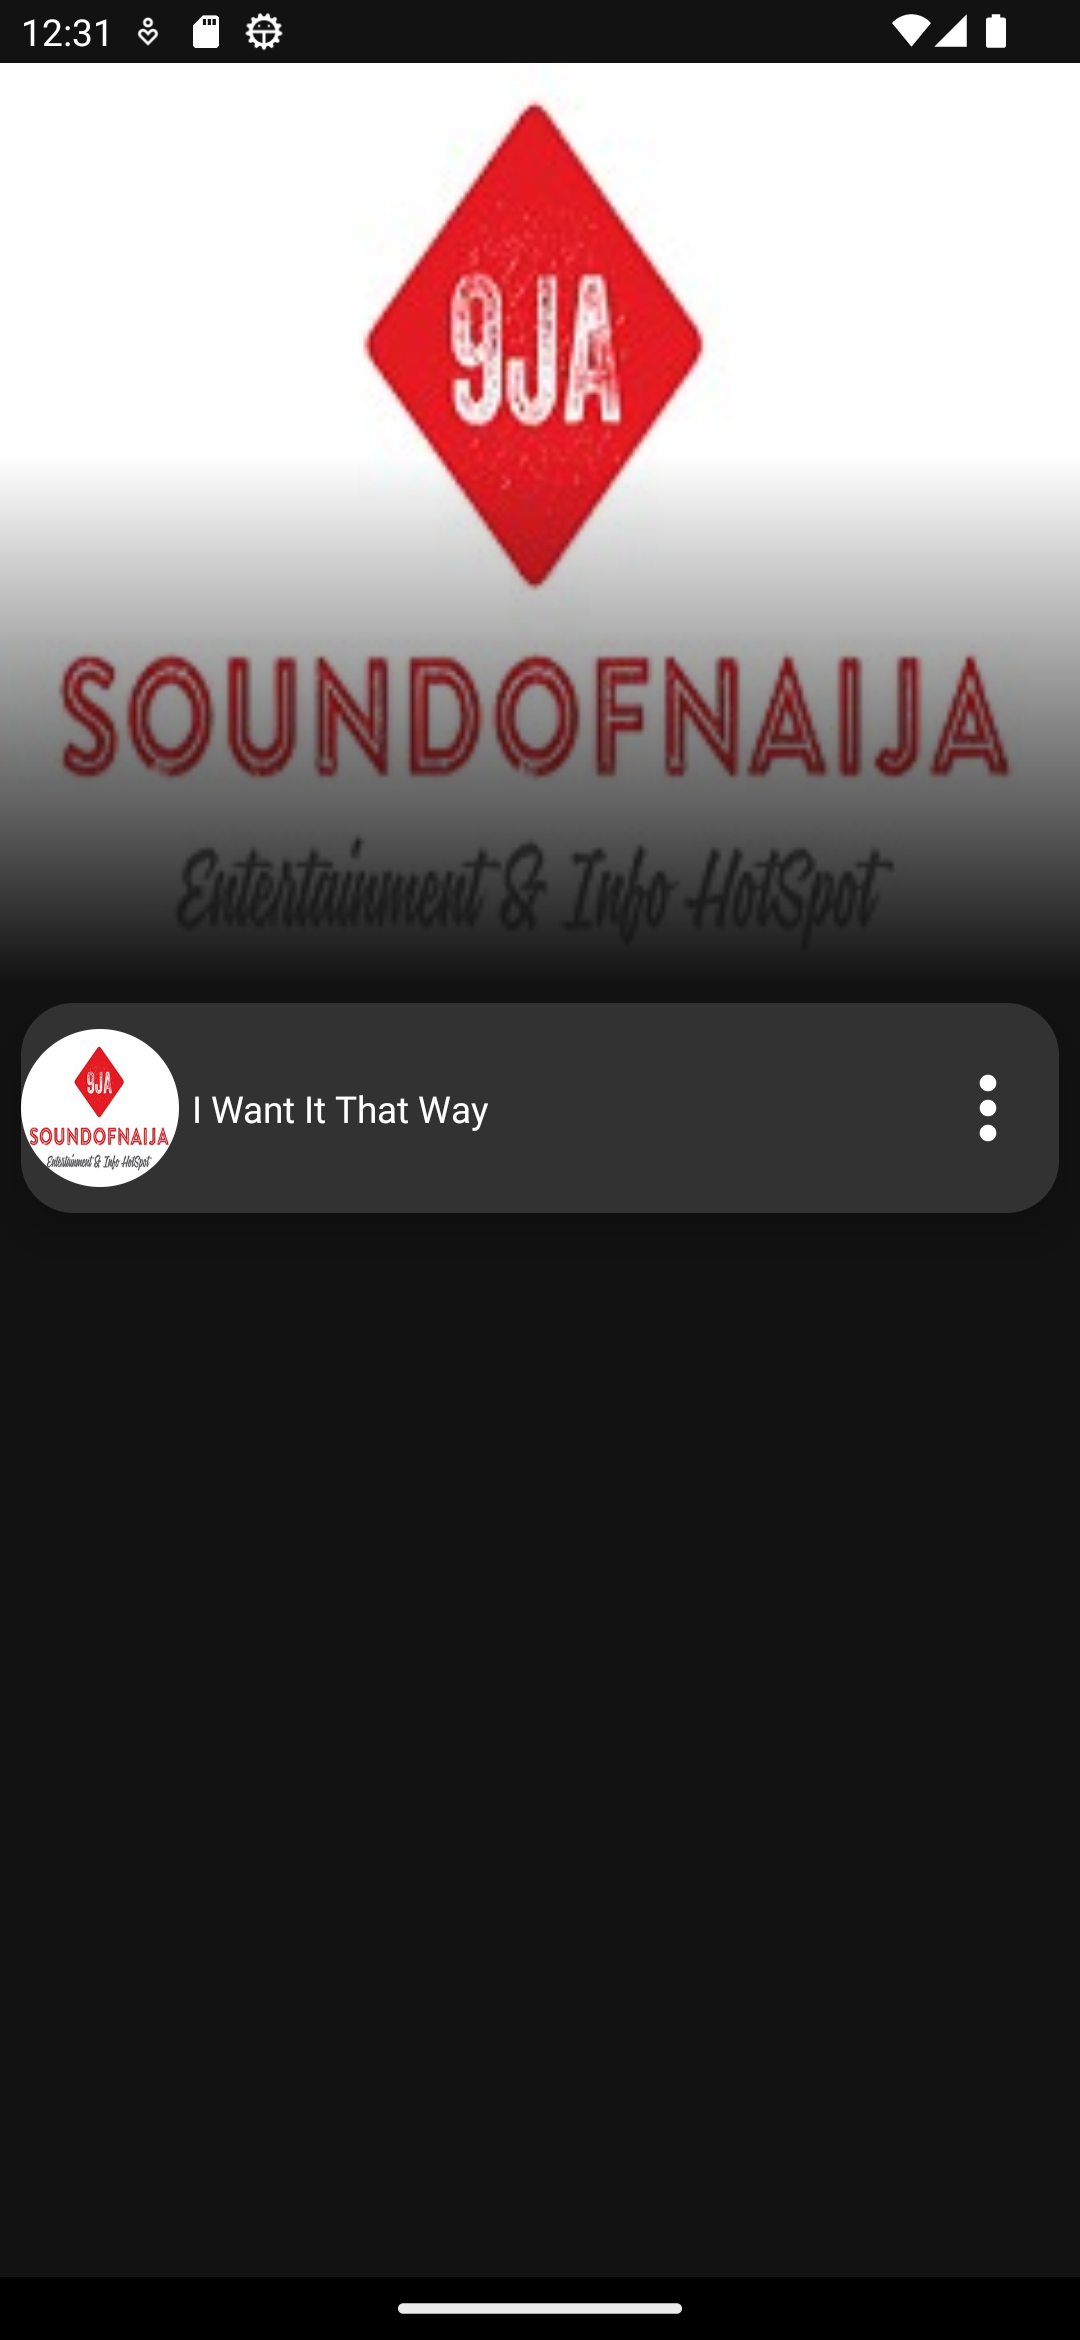 12:31
9JA
SOUNDOFNAIJA
Entertainment & Info HotSpot
9JA
SOUNDOFNAIJA
Entertainment & Info HotSpot
I Want It That Way